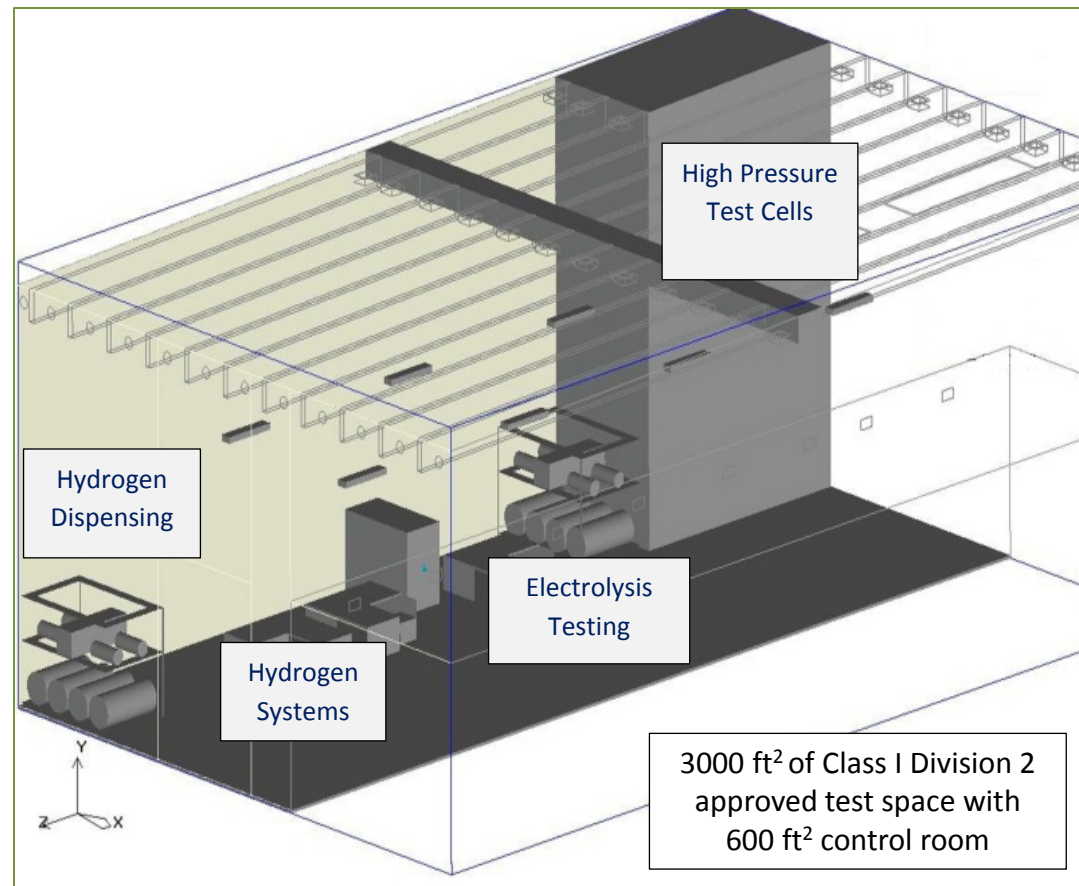 High Pressure
Test Cells
Hydrogen
Dispensing
Electrolysis
Testing
Hydrogen
Systems
Y
Z
X
3000 ft² of Class I Division 2
approved test space with
600 ft² control room